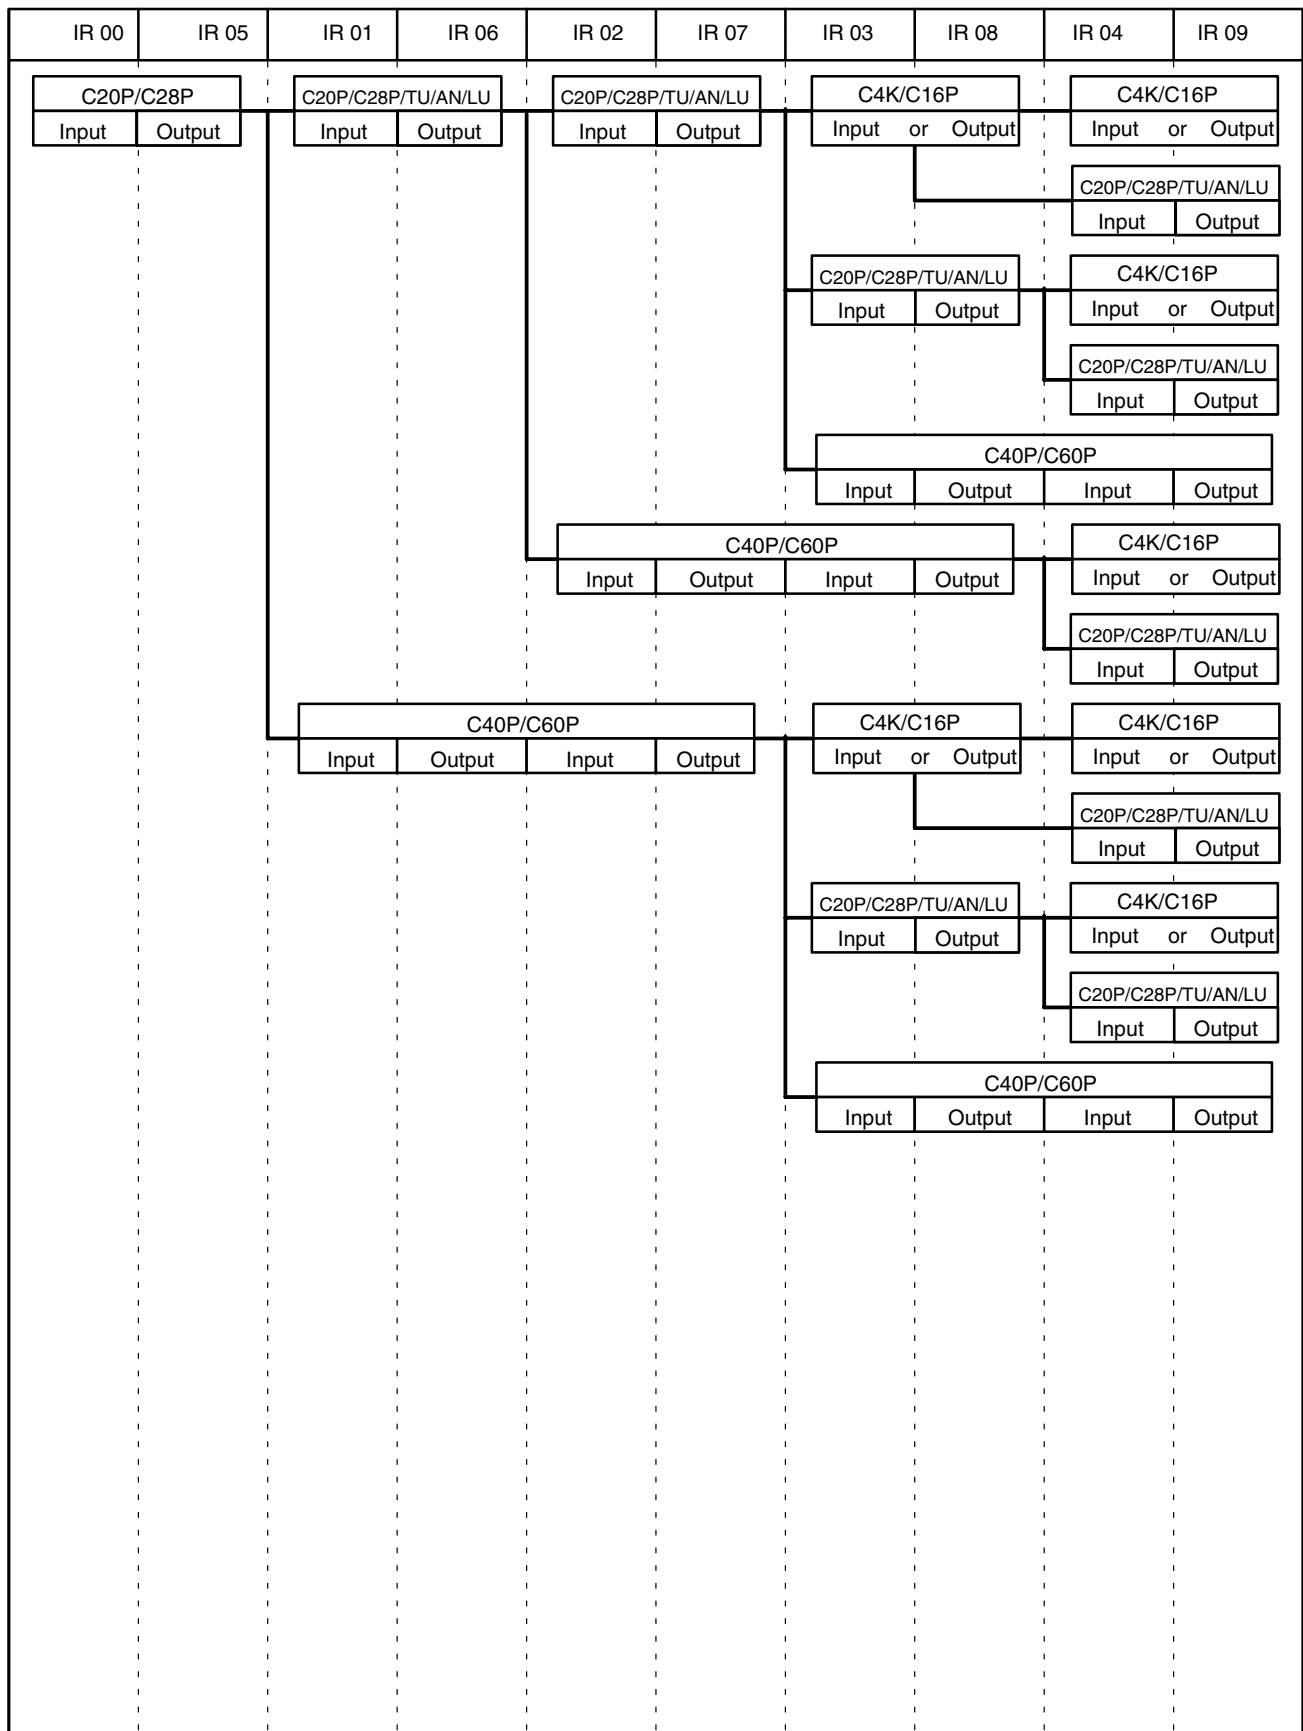 IR 00 IR 05 IR 01 IR 06 IR 02 IR 07 IR 03 IR 08 IR 04 IR 09
C20P/C28P C20P/C28P/TU/AN/LU C20P/C28P/TU/AN/LU C4K/C16P C4K/C16P
Input Output Input Output Input Output Input or Output Input or Output
C20P/C28P/TU/AN/LU
Input Output
C20P/C28P/TU/AN/LU C4K/C16P
Input Output Input or Output
C20P/C28P/TU/AN/LU
Input Output
C40P/C60P
Input Output Input Output
C40P/C60P C4K/C16P
Input Output Input Output Input or Output
C20P/C28P/TU/AN/LU
Input Output
C40P/C60P C4K/C16P C4K/C16P
Input Output Input Output Input or Output Input or Output
C20P/C28P/TU/AN/LU
Input Output
C20P/C28P/TU/AN/LU C4K/C16P
Input Output Input or Output
C20P/C28P/TU/AN/LU
Input Output
C40P/C60P
Input Output Input Output